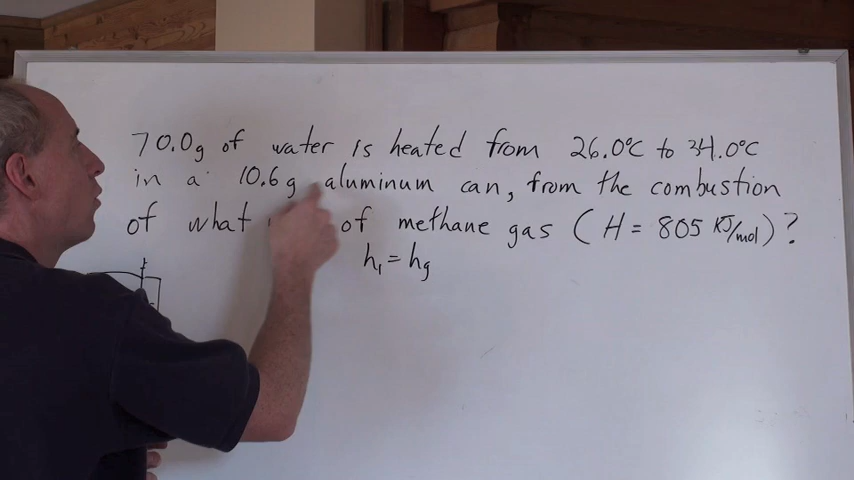 70.0g of water is heated from 26.0°C to 34.0°C
in a 10.6g aluminum can, from the combustion
of what of methane gas (H = 805 KJ/mol)?
h₁ = hg